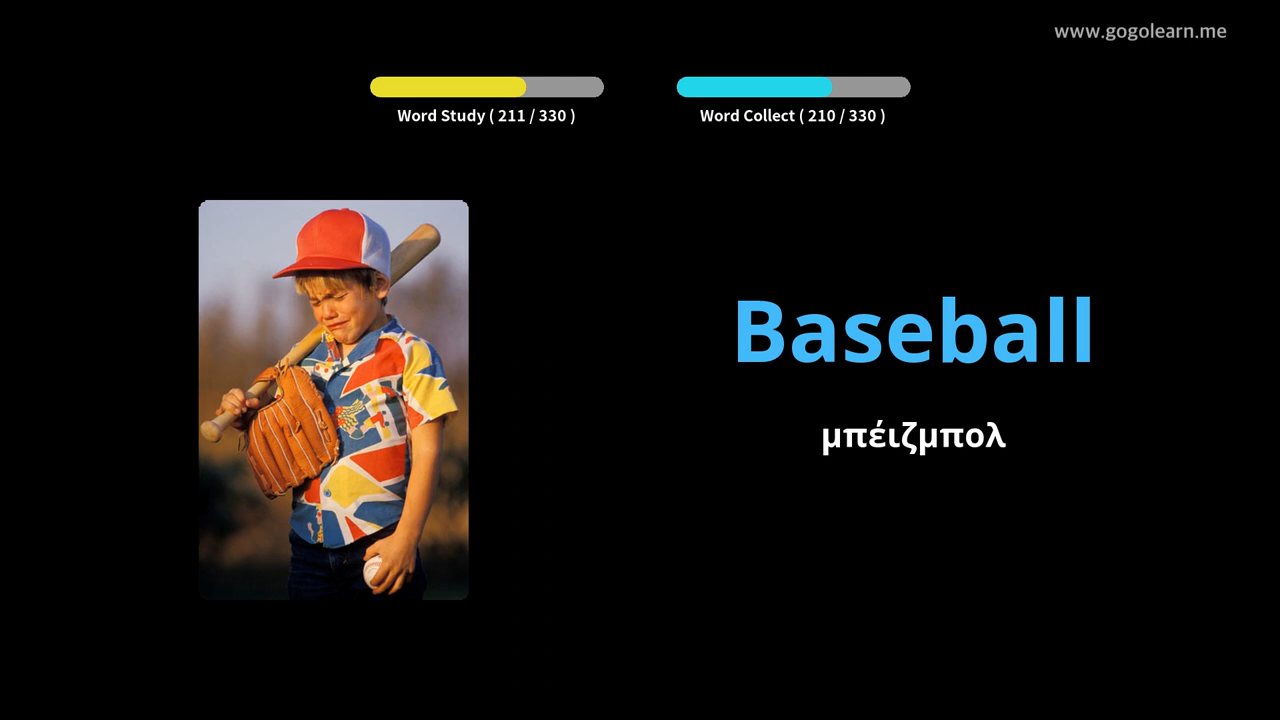 www.gogolearn.me
Word Study ( 211 / 330 )
Word Collect ( 210 / 330 )
Baseball
μπέιζμπολ